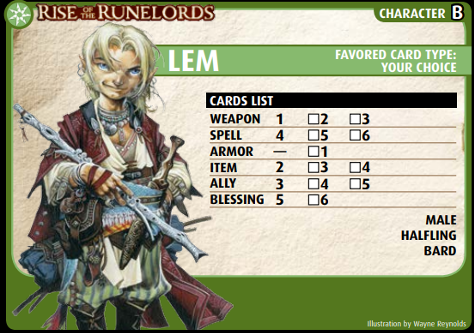 RISE OF THE RUNELORDS
CHARACTER B
LEM
FAVORED CARD TYPE:
YOUR CHOICE
CARDS LIST
WEAPON 1 □2 □3
SPELL 4 □5 □6
ARMOR — □1
ITEM 2 □3 □4
ALLY 3 □4 □5
BLESSING 5 □6
MALE
HALFLING
BARD
Illustration by Wayne Reynolds